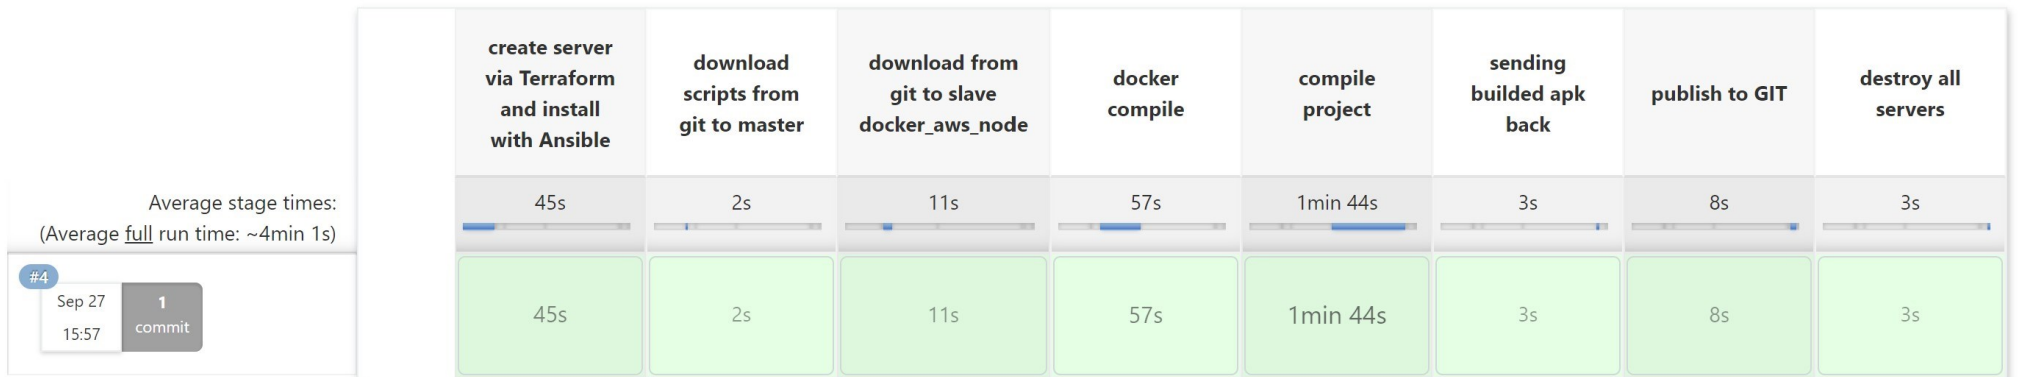 create server
via Terraform
and install
with Ansible
download
scripts from
git to master
download from
git to slave
docker_aws_node
docker
compile
compile
project
sending
builded apk
back
publish to GIT
destroy all
servers
Average stage times:
(Average full run time: ~4min 1s)
45s
2s
11s
57s
1min 44s
3s
8s
3s
#4
Sep 27
15:57
1
commit
45s
2s
11s
57s
1min 44s
3s
8s
3s